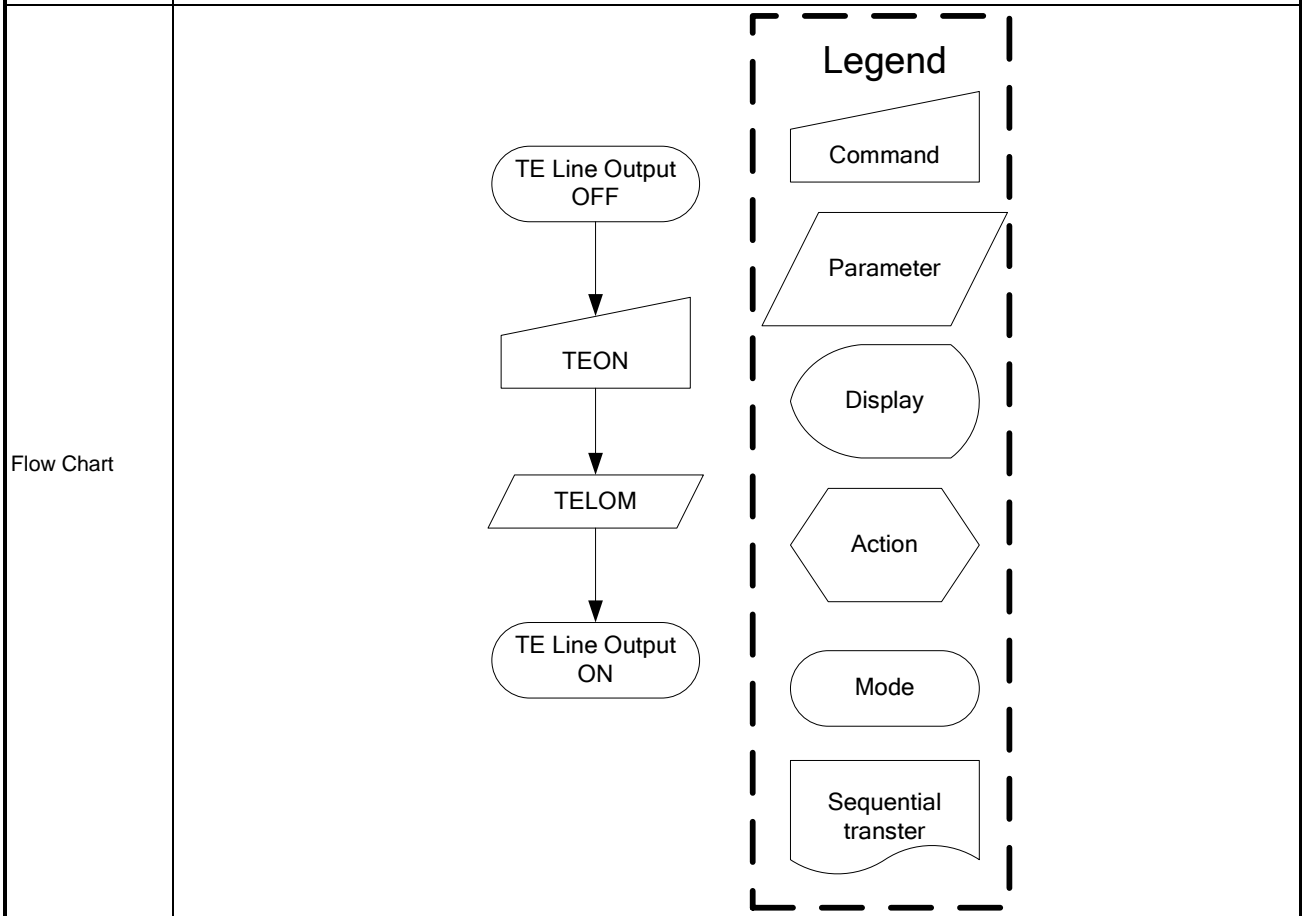 Flow Chart
TE Line Output
OFF
TEON
TELOM
TE Line Output
ON
Legend
Command
Parameter
Display
Action
Mode
Sequential
transter